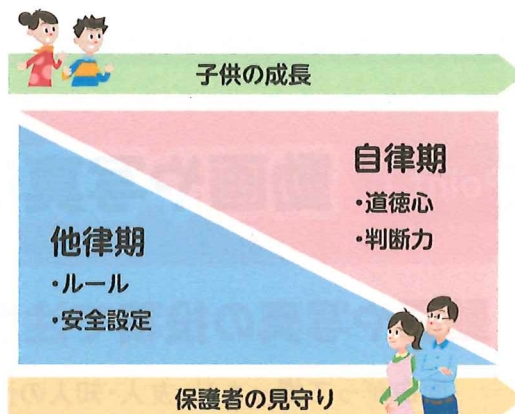 子供の成長
自律期
・道徳心
・判断力
他律期
・ルール
・安全設定
保護者の見守り